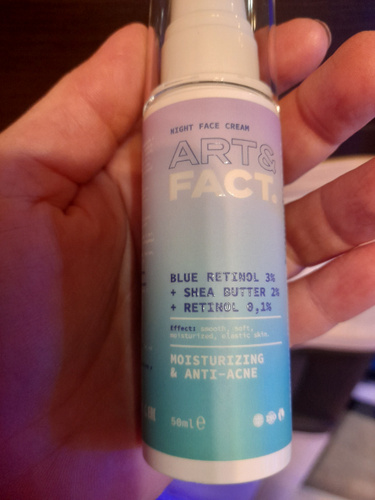 NIGHT FACE CREAM
ART&
FACT.
BLUE RETINOL 3%
+ SHEA BUTTER 2%
+ RETINOL 0,1%
Effect: smooth, soft,
moisturized, elastic skin.
MOISTURIZING
& ANTI-ACNE
50ml ℮